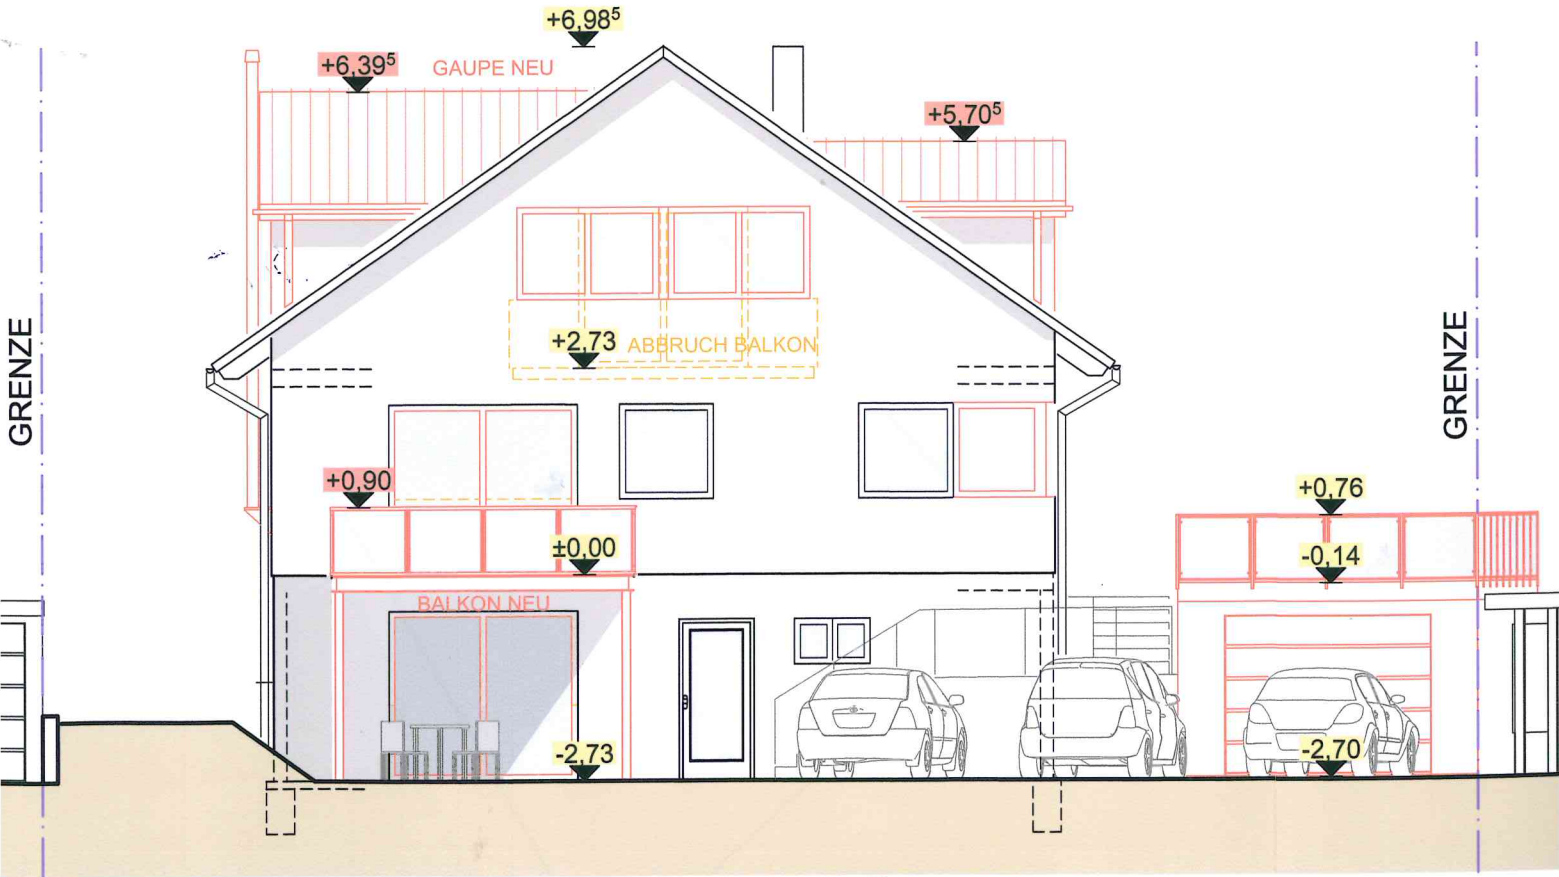 +6,98⁵
+6,39⁵
GAUPE NEU
+5,70⁵
GRENZE
+2,73
ABBRUCH BALKON
GRENZE
+0,90
+0,76
±0,00
-0,14
BALKON NEU
-2,73
-2,70